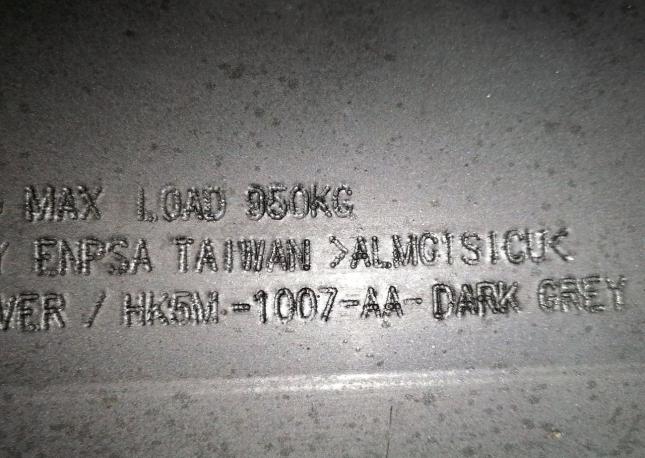 MAX LOAD 950KG
Y ENPSA TAIWAN >ALMG1SICU<
VER / HK5M-1007-AA-DARK GREY